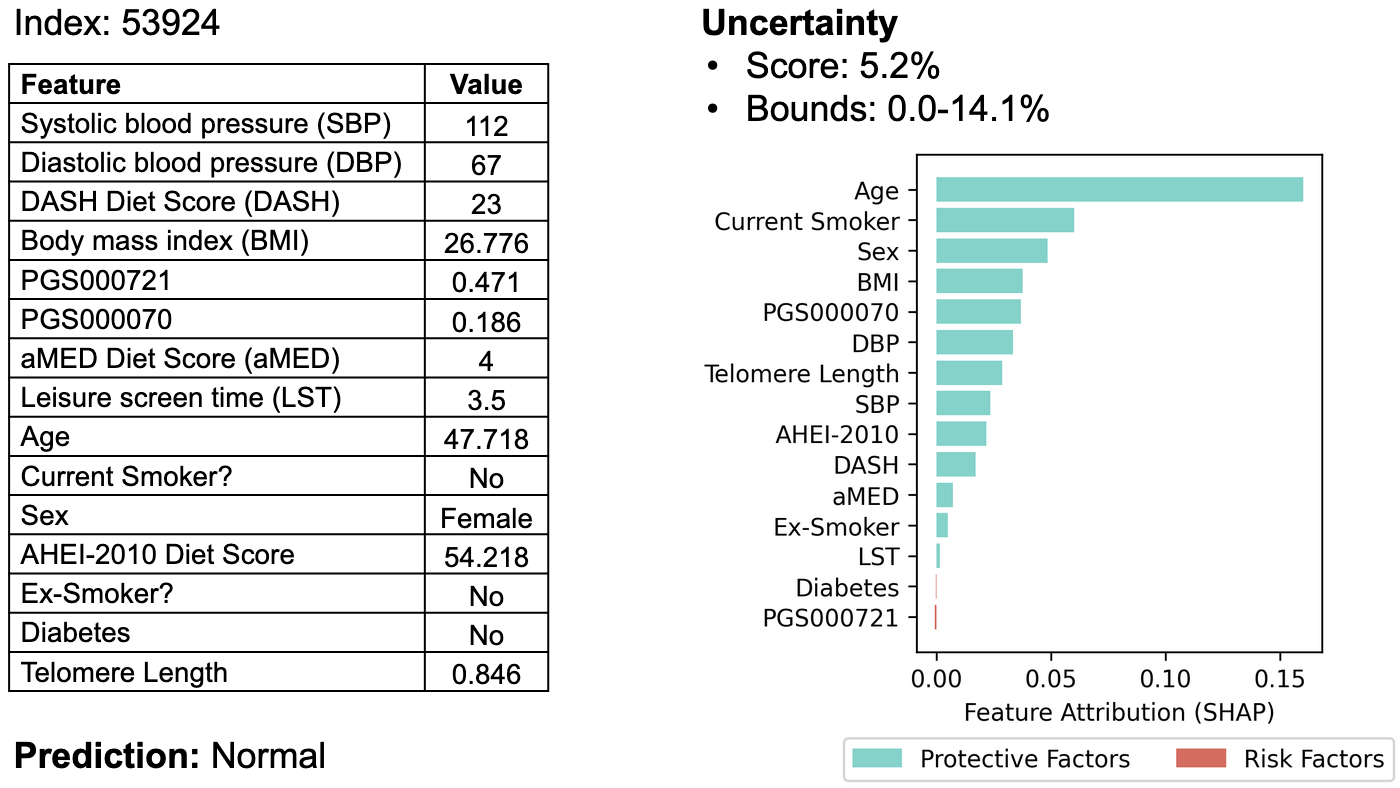 Index: 53924
Feature Value
Systolic blood pressure (SBP) 112
Diastolic blood pressure (DBP) 67
DASH Diet Score (DASH) 23
Body mass index (BMI) 26.776
PGS000721 0.471
PGS000070 0.186
aMED Diet Score (aMED) 4
Leisure screen time (LST) 3.5
Age 47.718
Current Smoker? No
Sex Female
AHEI-2010 Diet Score 54.218
Ex-Smoker? No
Diabetes No
Telomere Length 0.846
Prediction: Normal
Uncertainty
• Score: 5.2%
• Bounds: 0.0-14.1%
Age
Current Smoker
Sex
BMI
PGS000070
DBP
Telomere Length
SBP
AHEI-2010
DASH
aMED
Ex-Smoker
LST
Diabetes
PGS000721
0.00 0.05 0.10 0.15
Feature Attribution (SHAP)
Protective Factors Risk Factors